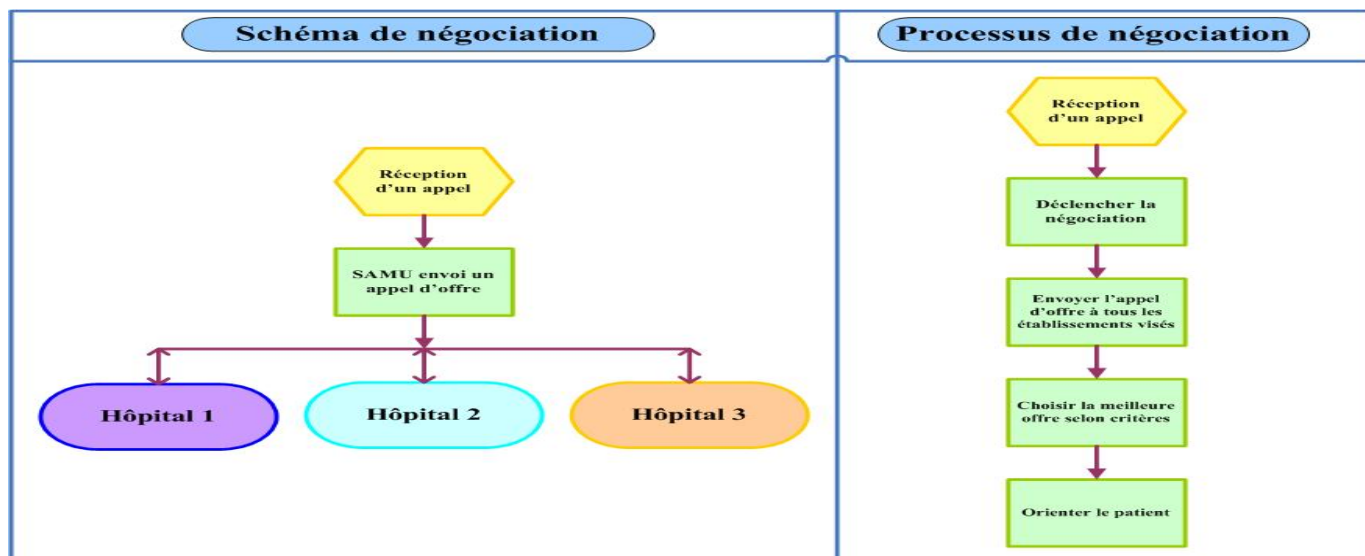 Schéma de négociation
Réception
d'un appel
SAMU envoi un
appel d'offre
Hôpital 1
Hôpital 2
Hôpital 3
Processus de négociation
Réception
d'un appel
Déclencher la
négociation
Envoyer l'appel
d'offre à tous les
établissements visés
Choisir la meilleure
offre selon critères
Orienter le patient